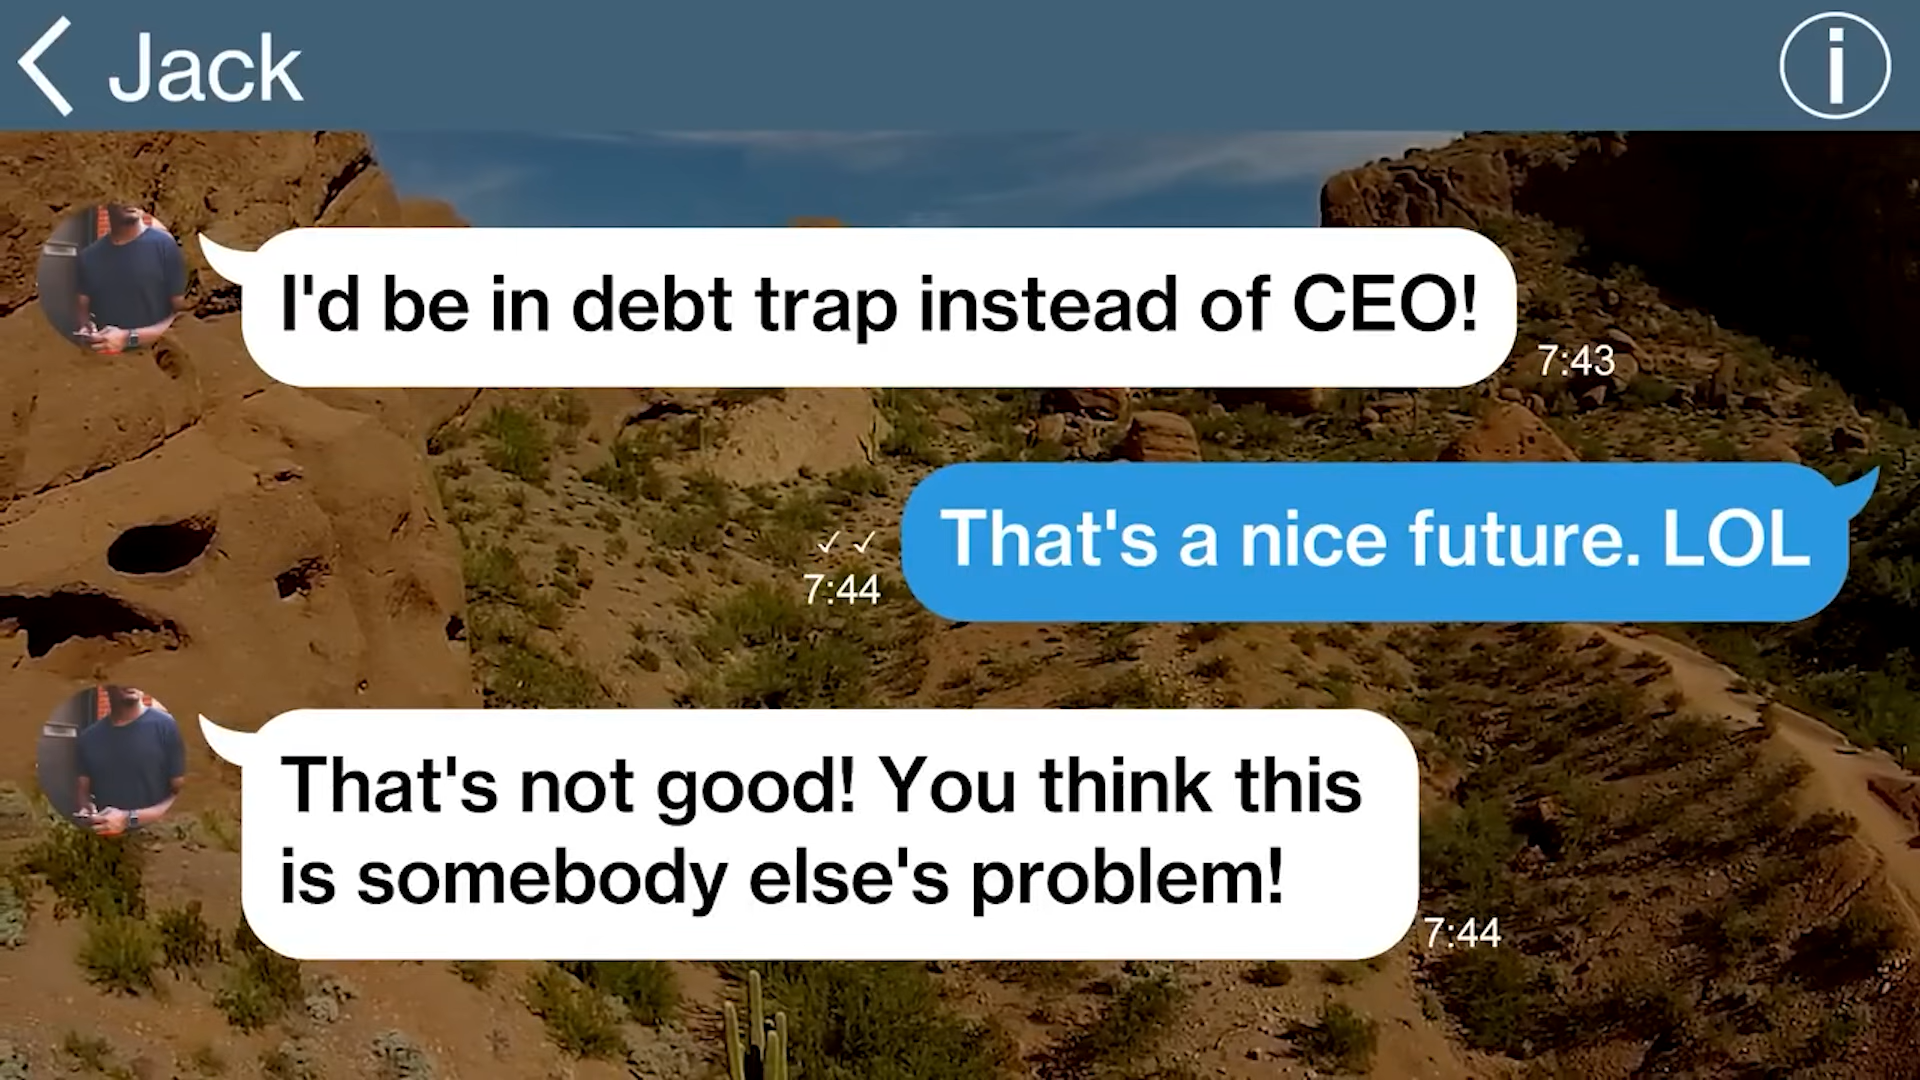 Jack
I'd be in debt trap instead of CEO!
7:43
That's a nice future. LOL
7:44
That's not good! You think this
is somebody else's problem!
7:44